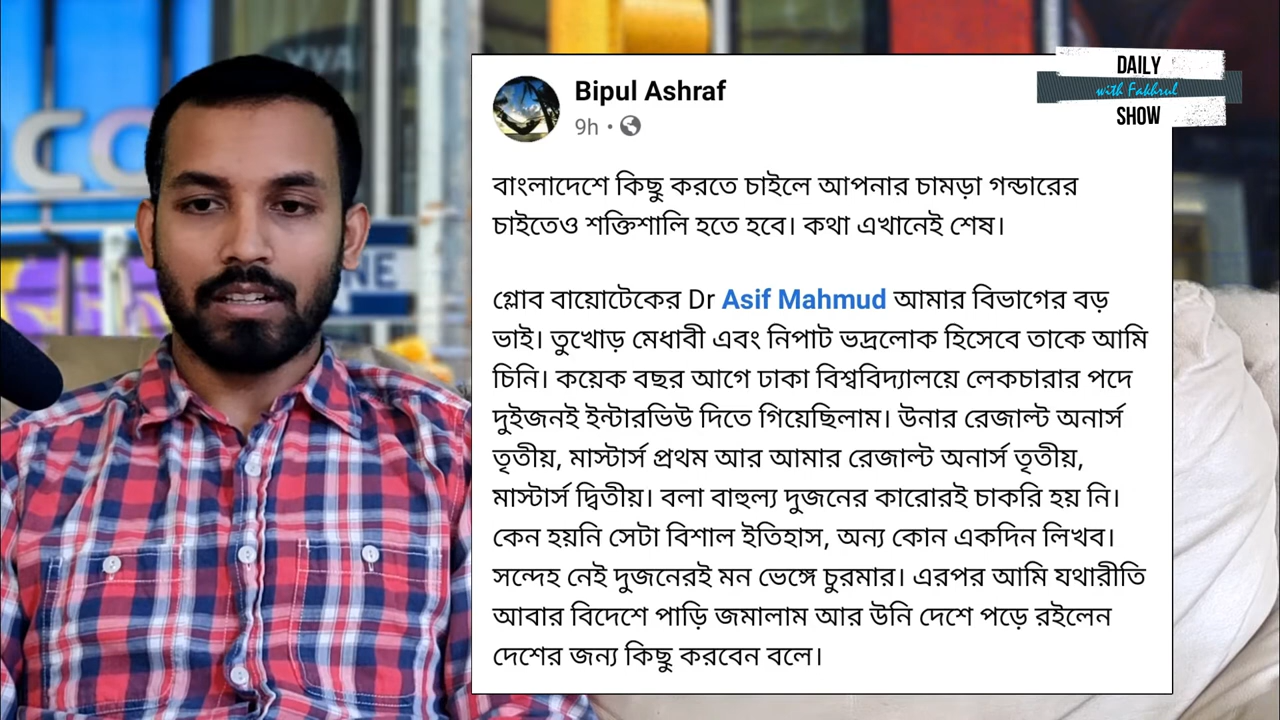 Bipul Ashraf
9h
DAILY
with Fakhrul
SHOW
বাংলাদেশে কিছু করতে চাইলে আপনার চামড়া গন্ডারের
চাইতেও শক্তিশালি হতে হবে। কথা এখানেই শেষ।
গ্লোব বায়োটেকের Dr Asif Mahmud আমার বিভাগের বড়
ভাই। তুখোড় মেধাবী এবং নিপাট ভদ্রলোক হিসেবে তাকে আমি
চিনি। কয়েক বছর আগে ঢাকা বিশ্ববিদ্যালয়ে লেকচারার পদে
দুইজনই ইন্টারভিউ দিতে গিয়েছিলাম। উনার রেজাল্ট অনার্স
তৃতীয়, মাস্টার্স প্রথম আর আমার রেজাল্ট অনার্স তৃতীয়,
মাস্টার্স দ্বিতীয়। বলা বাহুল্য দুজনের কারোরই চাকরি হয় নি।
কেন হয়নি সেটা বিশাল ইতিহাস, অন্য কোন একদিন লিখব।
সন্দেহ নেই দুজনেরই মন ভেঙ্গে চুরমার। এরপর আমি যথারীতি
আবার বিদেশে পাড়ি জমালাম আর উনি দেশে পড়ে রইলেন
দেশের জন্য কিছু করবেন বলে।